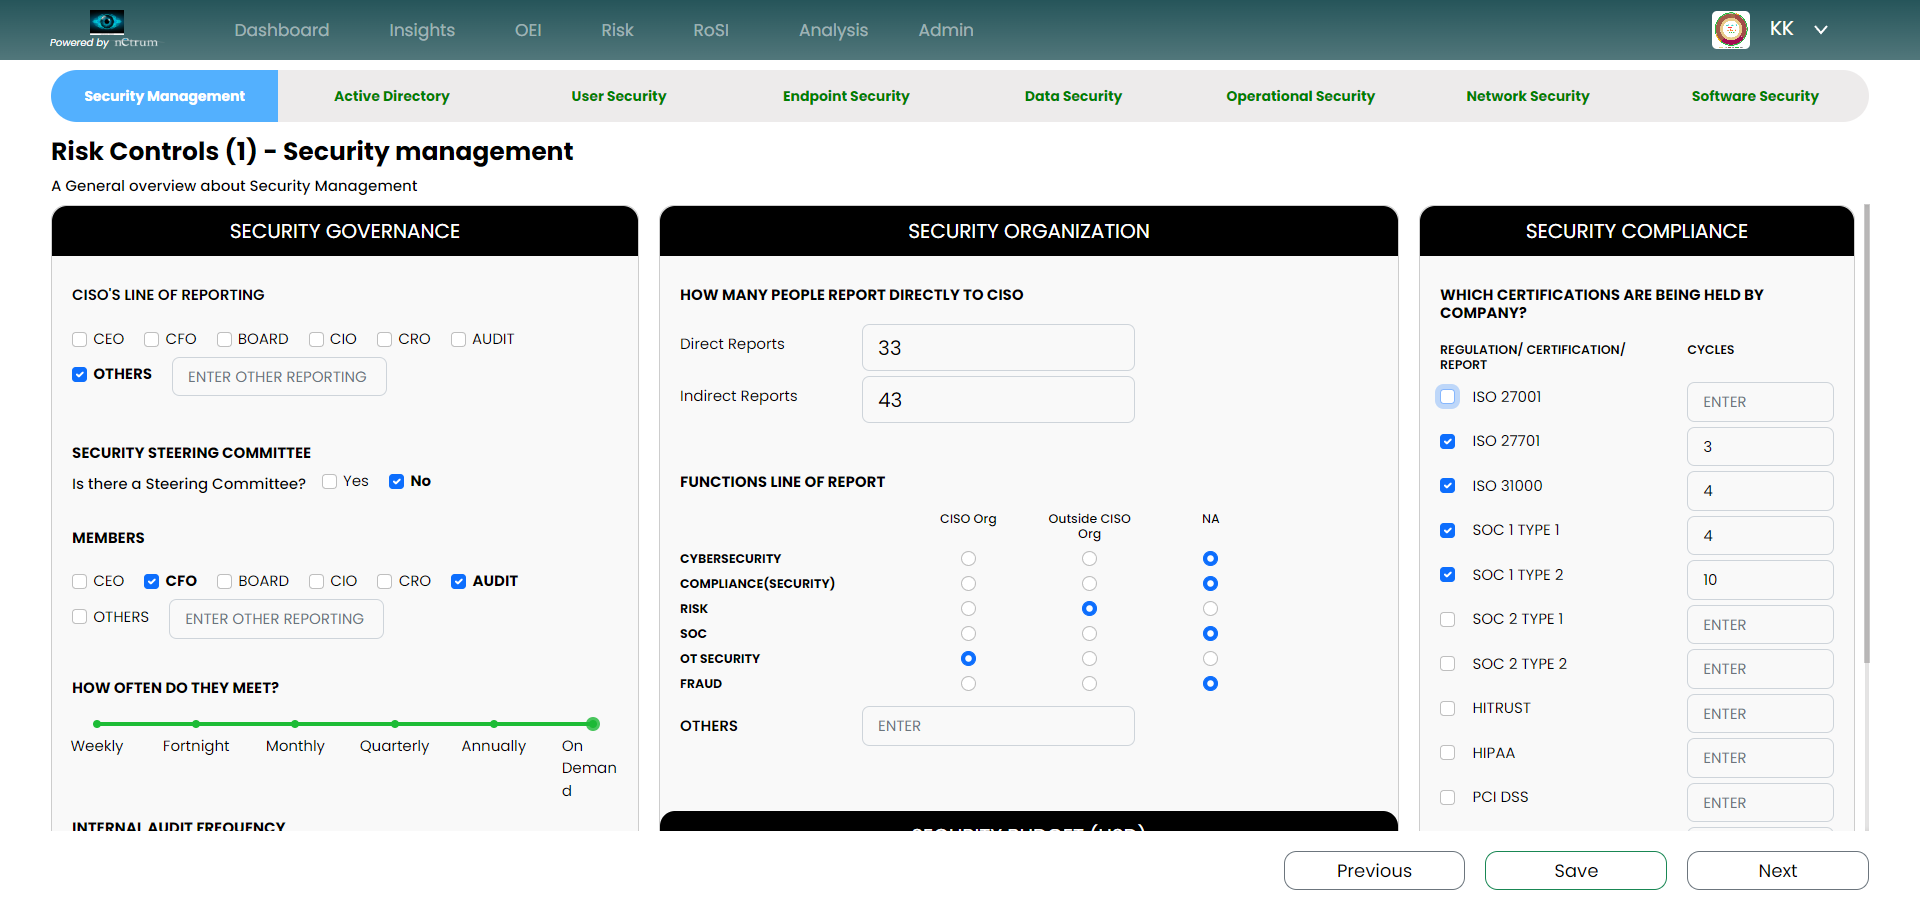 Powered by nCtrum
Dashboard Insights OEI Risk RoSI Analysis Admin
KK
Security Management Active Directory User Security Endpoint Security Data Security Operational Security Network Security Software Security
Risk Controls (1) - Security management
A General overview about Security Management
SECURITY GOVERNANCE
CISO'S LINE OF REPORTING
CEO CFO BOARD CIO CRO AUDIT
OTHERS ENTER OTHER REPORTING
SECURITY STEERING COMMITTEE
Is there a Steering Committee? Yes No
MEMBERS
CEO CFO BOARD CIO CRO AUDIT
OTHERS ENTER OTHER REPORTING
HOW OFTEN DO THEY MEET?
Weekly Fortnight Monthly Quarterly Annually On
Deman
d
INTERNAL AUDIT FREQUENCY
SECURITY ORGANIZATION
HOW MANY PEOPLE REPORT DIRECTLY TO CISO
Direct Reports 33
Indirect Reports 43
FUNCTIONS LINE OF REPORT
CISO Org Outside CISO NA
Org
CYBERSECURITY
COMPLIANCE(SECURITY)
RISK
SOC
OT SECURITY
FRAUD
OTHERS ENTER
SECURITY BUDGET (USD)
SECURITY COMPLIANCE
WHICH CERTIFICATIONS ARE BEING HELD BY
COMPANY?
REGULATION/ CERTIFICATION/ CYCLES
REPORT
ISO 27001 ENTER
ISO 27701 3
ISO 31000 4
SOC 1 TYPE 1 4
SOC 1 TYPE 2 10
SOC 2 TYPE 1 ENTER
SOC 2 TYPE 2 ENTER
HITRUST ENTER
HIPAA ENTER
PCI DSS ENTER
Previous Save Next